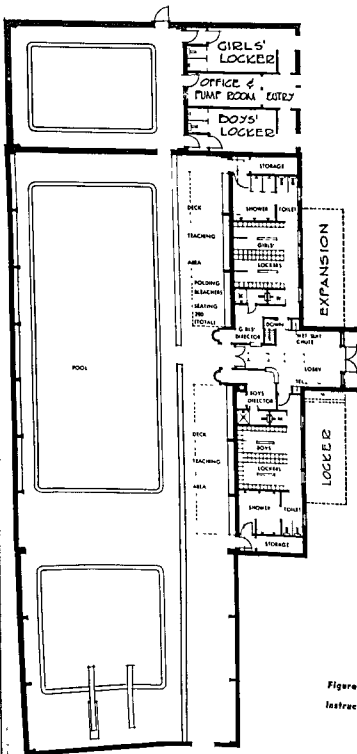 GIRLS'
LOCKER
OFFICE &
PUMP ROOM ENTRY
BOYS'
LOCKER
STORAGE
SHOWER TOILET
DECK
TEACHING
AREA
GIRLS'
LOCKERS
FOLDING
BLEACHERS
SEATING
(TOTAL)
EXPANSION
GIRLS'
DIRECTOR
DOWN
WET SUIT
CHUTE
LOBBY
POOL
BOYS
DIRECTOR
DECK
TEACHING
AREA
BOYS
LOCKERS
LOCKER
SHOWER TOILET
STORAGE
Figure
Instruc